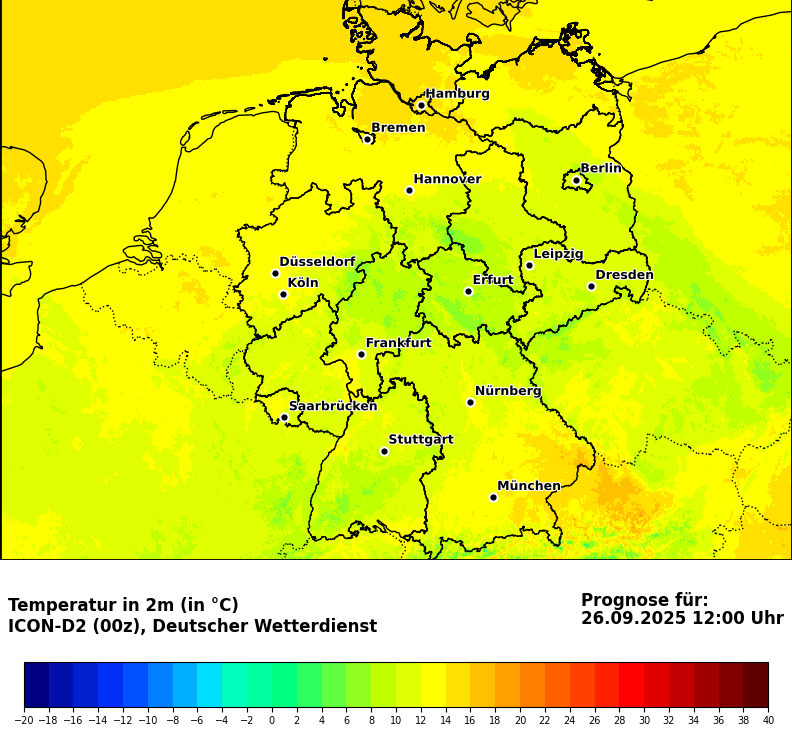 Hamburg
Bremen
Berlin
Hannover
Leipzig
Düsseldorf
Dresden
Köln
Erfurt
Frankfurt
Nürnberg
Saarbrücken
Stuttgart
München
Temperatur in 2m (in °C)
ICON-D2 (00z), Deutscher Wetterdienst
Prognose für:
26.09.2025 12:00 Uhr
−20 −18 −16 −14 −12 −10 −8 −6 −4 −2 0 2 4 6 8 10 12 14 16 18 20 22 24 26 28 30 32 34 36 38 40